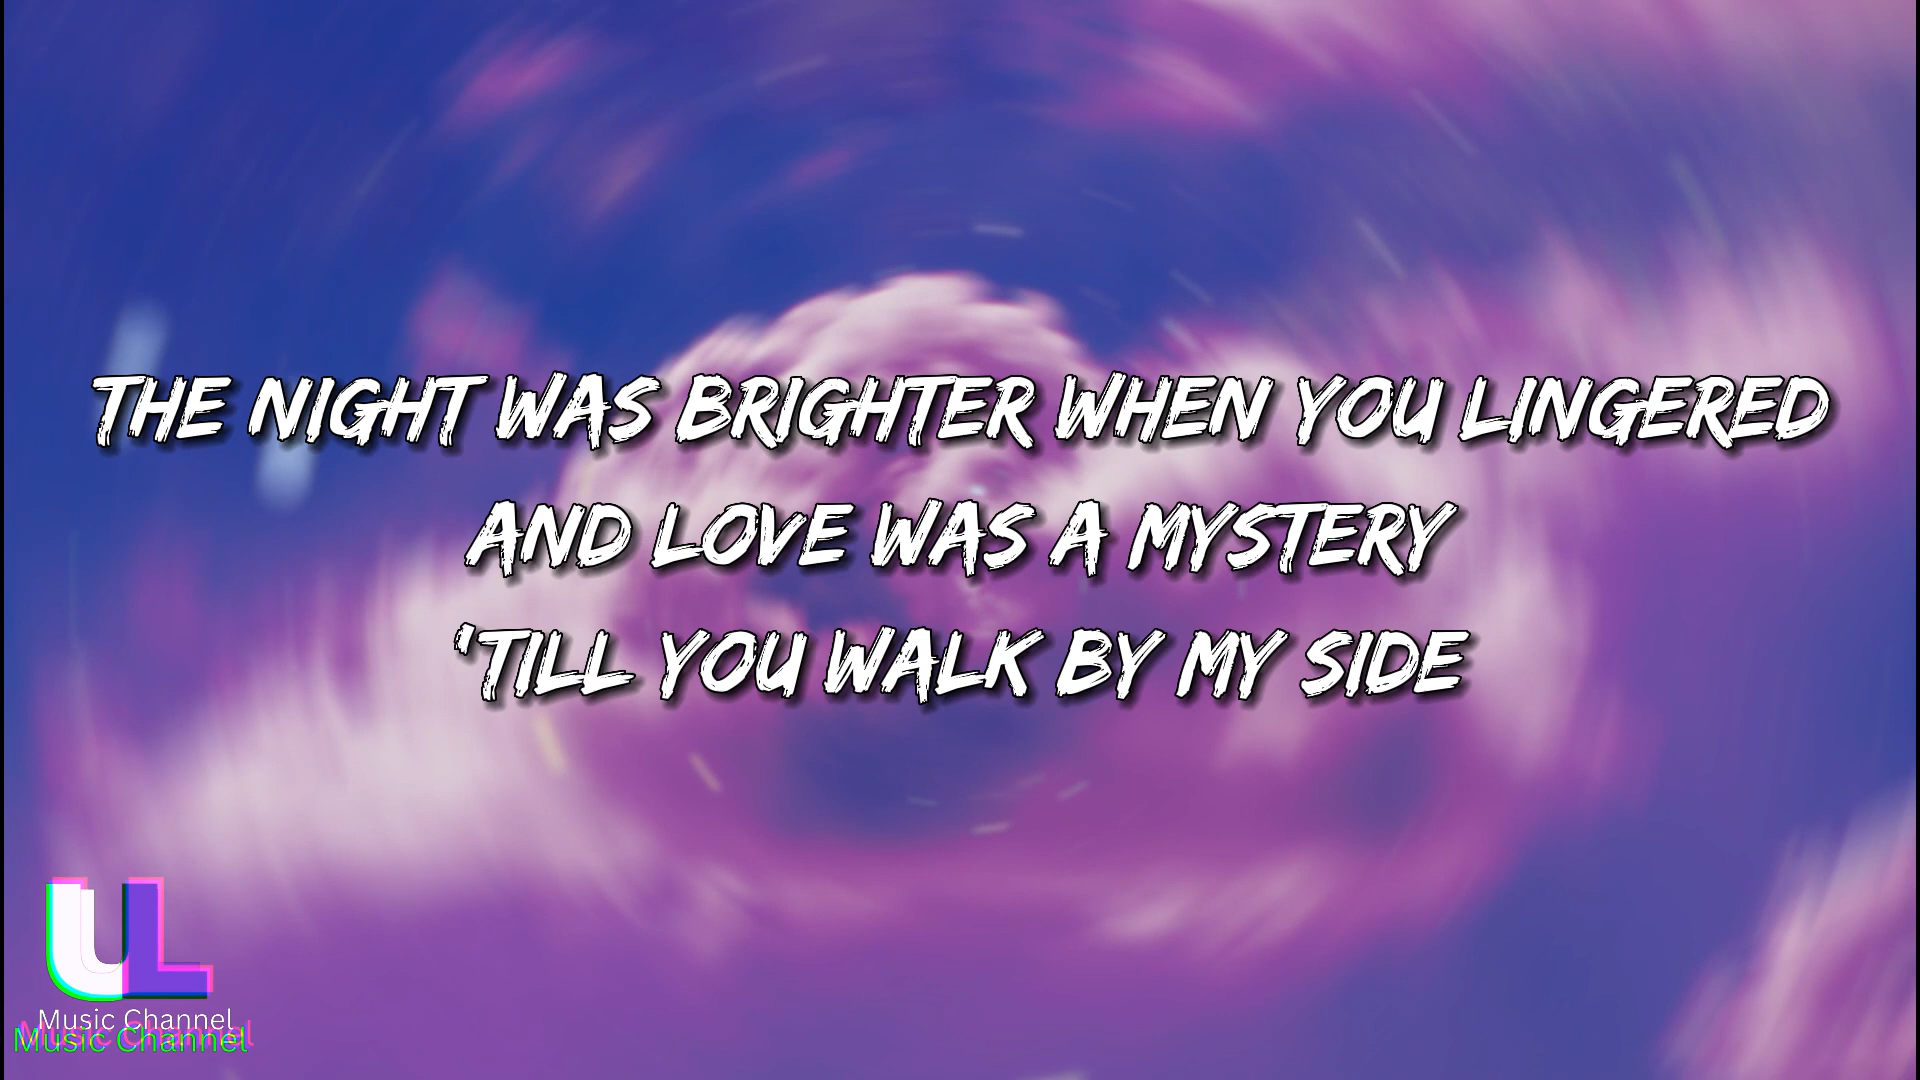 THE NIGHT WAS BRIGHTER WHEN YOU LINGERED
AND LOVE WAS A MYSTERY
'TILL YOU WALK BY MY SIDE
UL
Music Channel
Music Channel